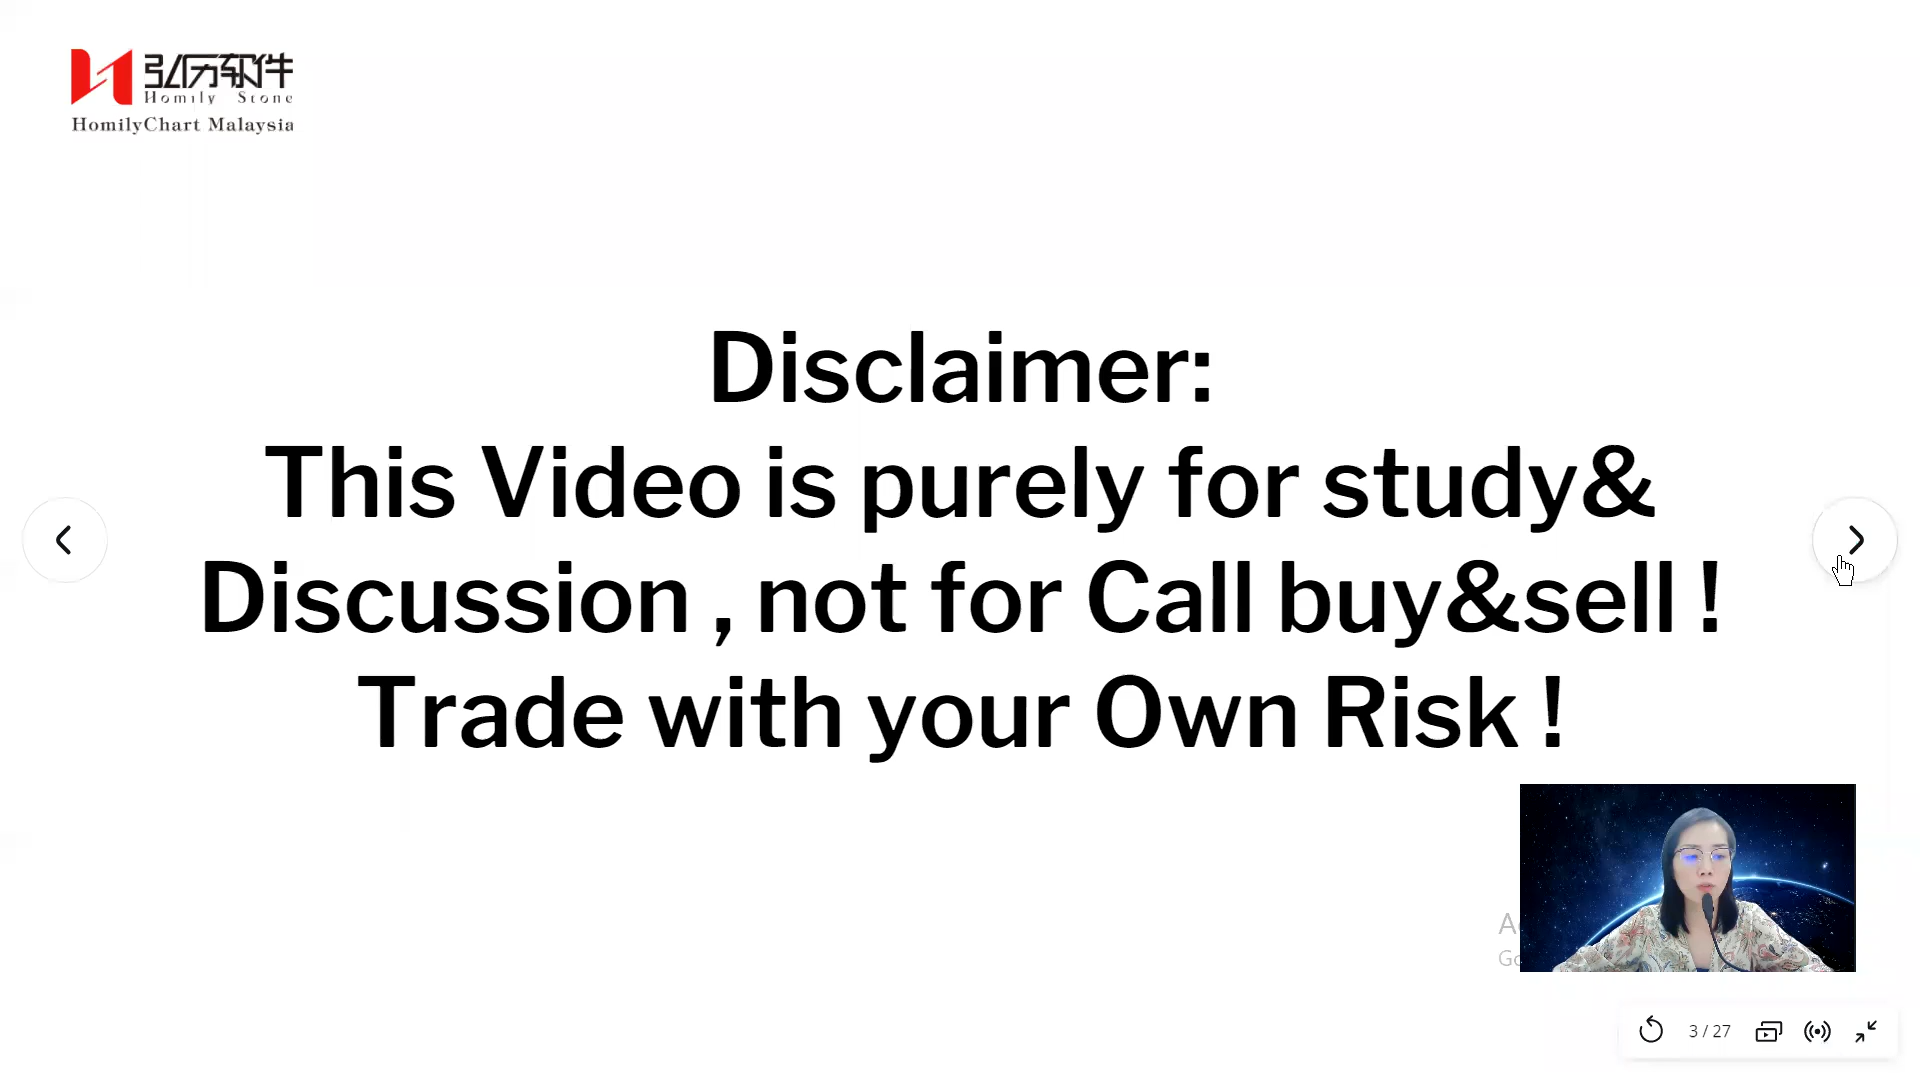 弘历软件
Homily Stone
HomilyChart Malaysia
Disclaimer:
This Video is purely for study&
Discussion , not for Call buy&sell !
Trade with your Own Risk !
3 / 27